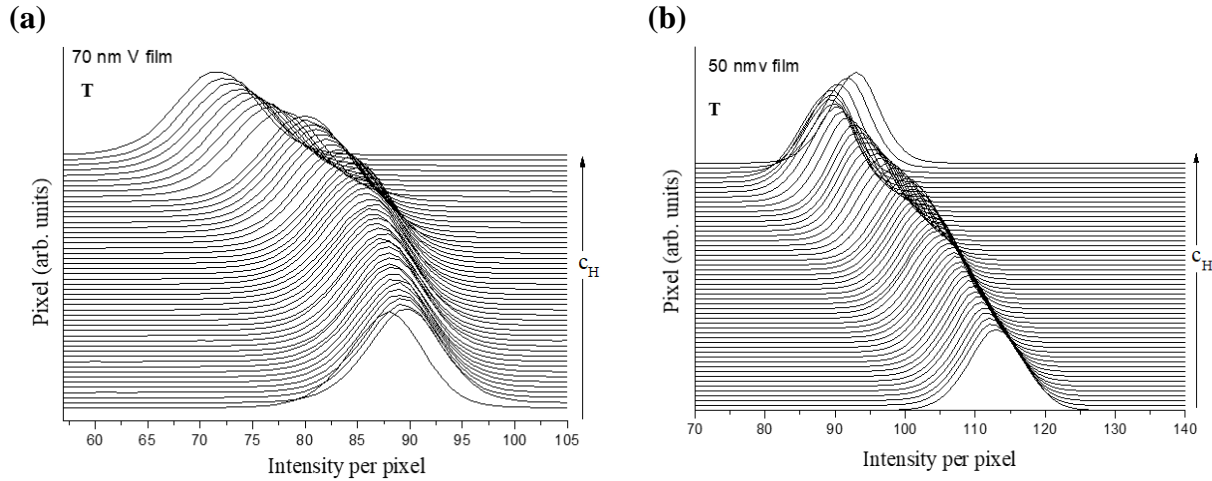 (a)
70 nm V film
T
Pixel (arb. units)
c_H
60 65 70 75 80 85 90 95 100 105
Intensity per pixel
(b)
50 nmv film
T
Pixel (arb. units)
c_H
70 80 90 100 110 120 130 140
Intensity per pixel